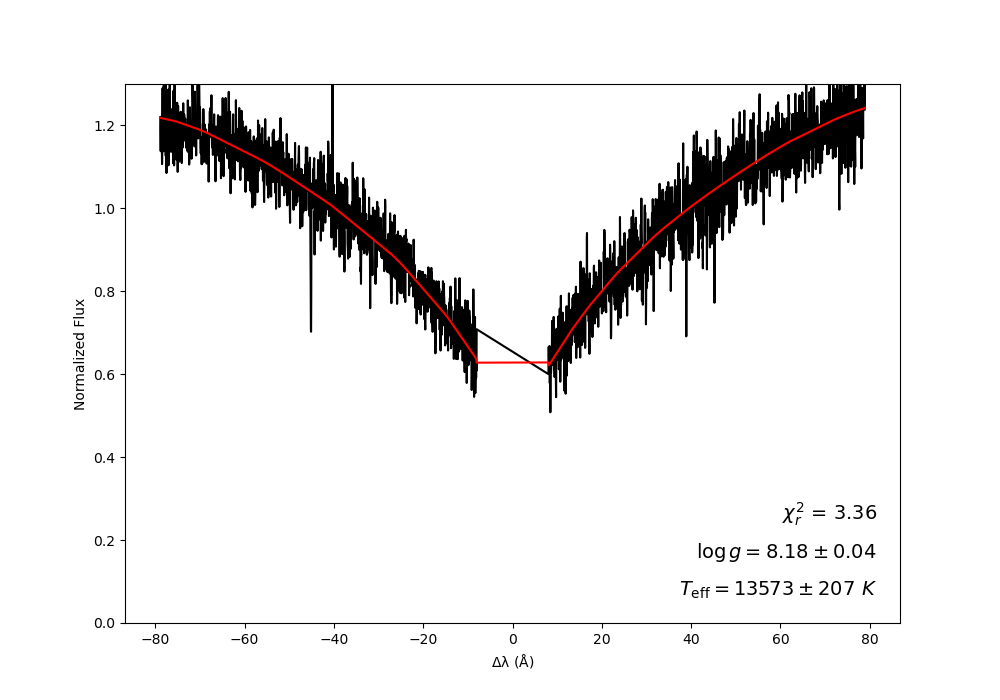 1.2
1.0
0.8
0.6
0.4
0.2
0.0
Normalized Flux
χ²ᵣ = 3.36
log g = 8.18 ± 0.04
T_eff = 13573 ± 207 K
−80 −60 −40 −20 0 20 40 60 80
Δλ (Å)